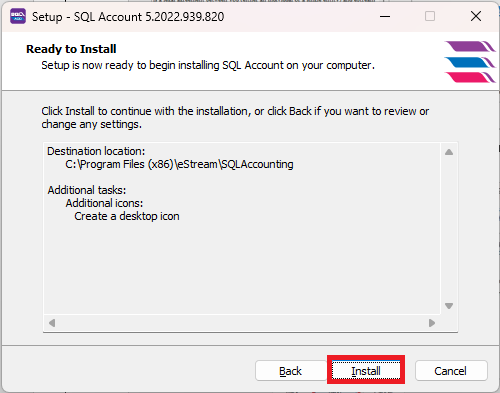 Setup - SQL Account 5.2022.939.820
Ready to Install
Setup is now ready to begin installing SQL Account on your computer.
Click Install to continue with the installation, or click Back if you want to review or
change any settings.
Destination location:
C:\Program Files (x86)\eStream\SQLAccounting
Additional tasks:
Additional icons:
Create a desktop icon
Back
Install
Cancel